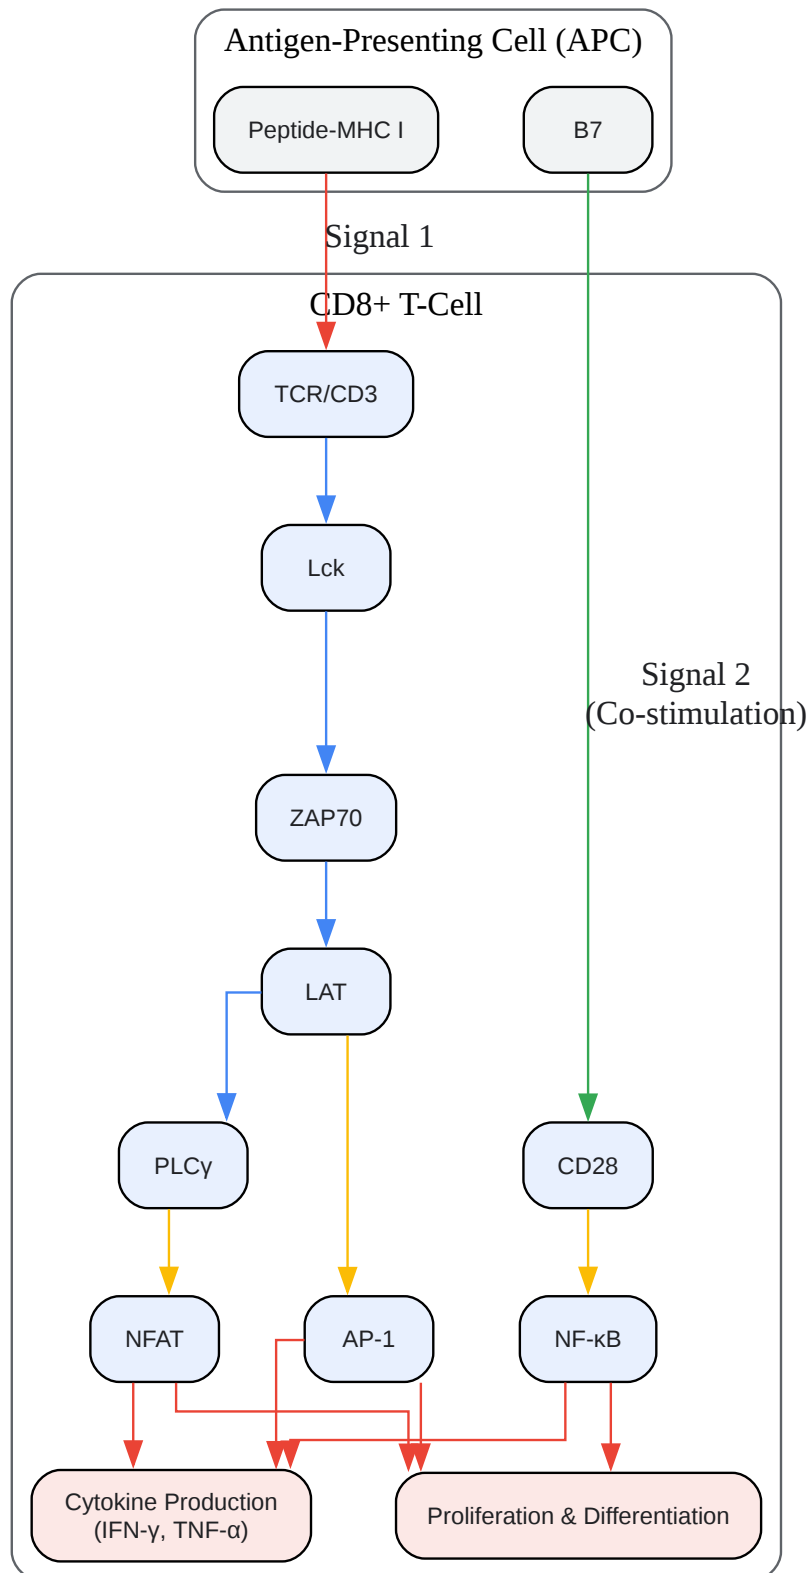 Antigen-Presenting Cell (APC)
Peptide-MHC I
B7
Signal 1
CD8+ T-Cell
TCR/CD3
Lck
Signal 2
(Co-stimulation)
ZAP70
LAT
PLCγ
CD28
NFAT
AP-1
NF-κB
Cytokine Production
(IFN-γ, TNF-α)
Proliferation & Differentiation